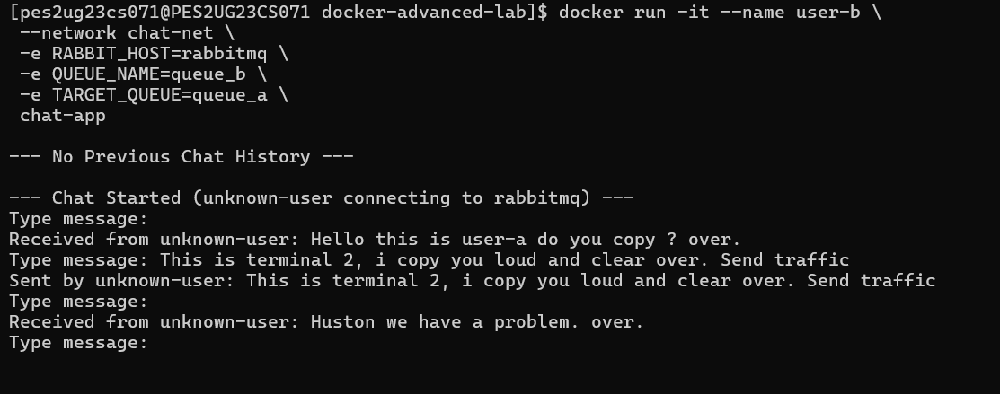 [pes2ug23cs071@PES2UG23CS071 docker-advanced-lab]$ docker run -it --name user-b \
 --network chat-net \
 -e RABBIT_HOST=rabbitmq \
 -e QUEUE_NAME=queue_b \
 -e TARGET_QUEUE=queue_a \
 chat-app
--- No Previous Chat History ---
--- Chat Started (unknown-user connecting to rabbitmq) ---
Type message:
Received from unknown-user: Hello this is user-a do you copy ? over.
Type message: This is terminal 2, i copy you loud and clear over. Send traffic
Sent by unknown-user: This is terminal 2, i copy you loud and clear over. Send traffic
Type message:
Received from unknown-user: Huston we have a problem. over.
Type message: